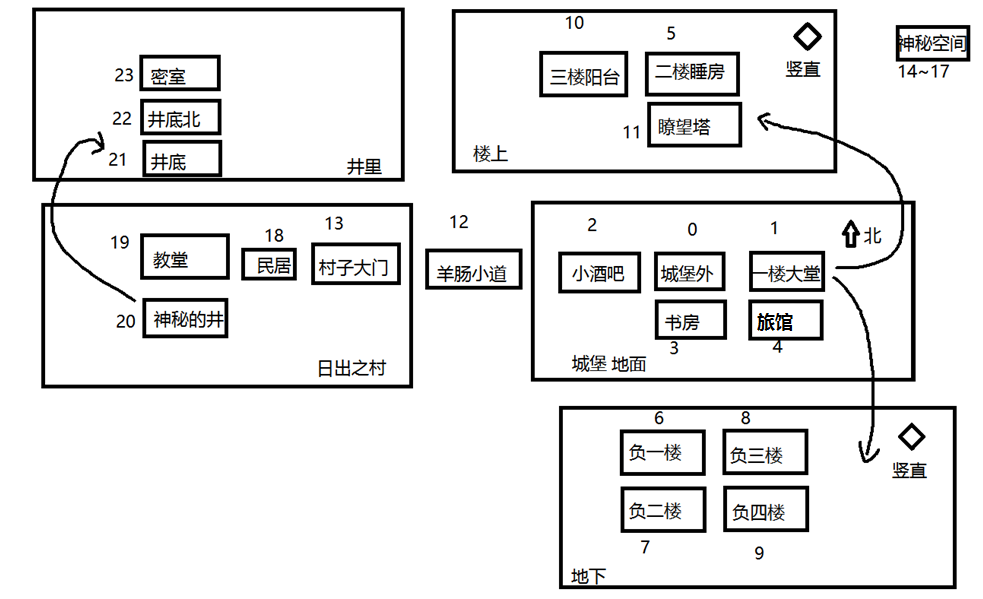 23
密室
22
井底北
21
井底
井里
10
三楼阳台
5
二楼睡房
11
瞭望塔
竖直
楼上
神秘空间
14~17
19
教堂
18
民居
13
村子大门
20
神秘的井
日出之村
12
羊肠小道
2
小酒吧
0
城堡外
1
一楼大堂
北
书房
3
旅馆
4
城堡 地面
6
负一楼
8
负三楼
负二楼
7
负四楼
9
竖直
地下